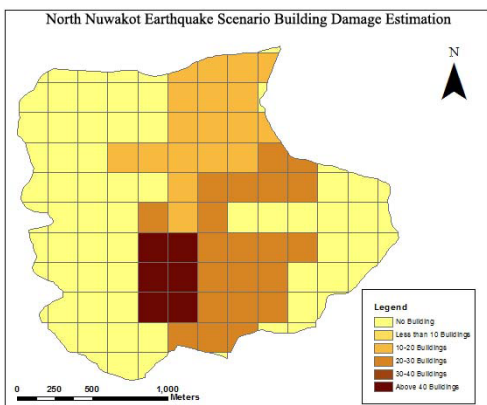 North Nuwakot Earthquake Scenario Building Damage Estimation
N
Legend
No Building
Less than 10 Buildings
10-20 Buildings
20-30 Buildings
30-40 Buildings
Above 40 Buildings
0 250 500 1,000
Meters